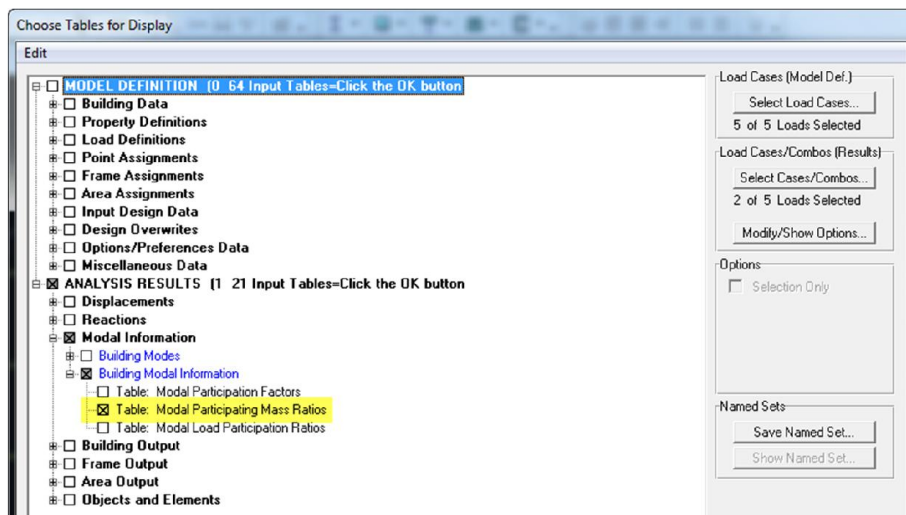 Choose Tables for Display
Edit
MODEL DEFINITION (0 64 Input Tables=Click the OK button
Building Data
Property Definitions
Load Definitions
Point Assignments
Frame Assignments
Area Assignments
Input Design Data
Design Overwrites
Options/Preferences Data
Miscellaneous Data
ANALYSIS RESULTS (1 21 Input Tables=Click the OK button
Displacements
Reactions
Modal Information
Building Modes
Building Modal Information
Table: Modal Participation Factors
Table: Modal Participating Mass Ratios
Table: Modal Load Participation Ratios
Building Output
Frame Output
Area Output
Objects and Elements
Load Cases (Model Def.)
Select Load Cases...
5 of 5 Loads Selected
Load Cases/Combos (Results)
Select Cases/Combos...
2 of 5 Loads Selected
Modify/Show Options...
Options
Selection Only
Named Sets
Save Named Set...
Show Named Set...